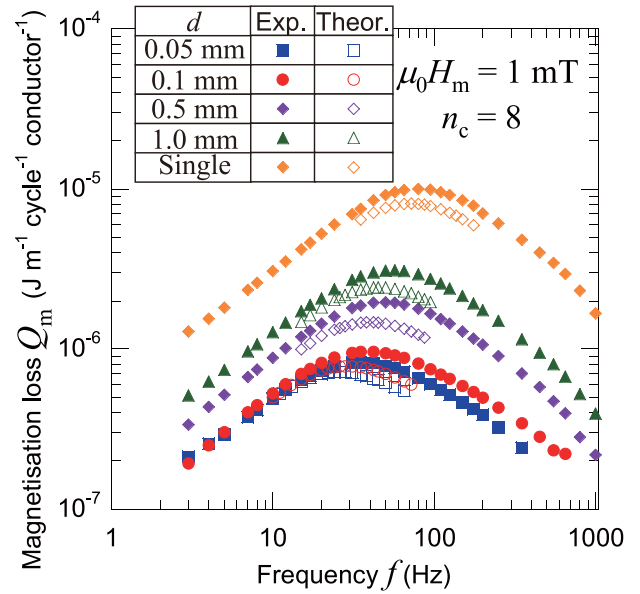 d Exp. Theor.
0.05 mm
0.1 mm
0.5 mm
1.0 mm
Single
μ₀Hₘ = 1 mT
n꜀ = 8
Magnetisation loss Qₘ (J m⁻¹ cycle⁻¹ conductor⁻¹)
10⁻⁴
10⁻⁵
10⁻⁶
10⁻⁷
1 10 100 1000
Frequency f (Hz)